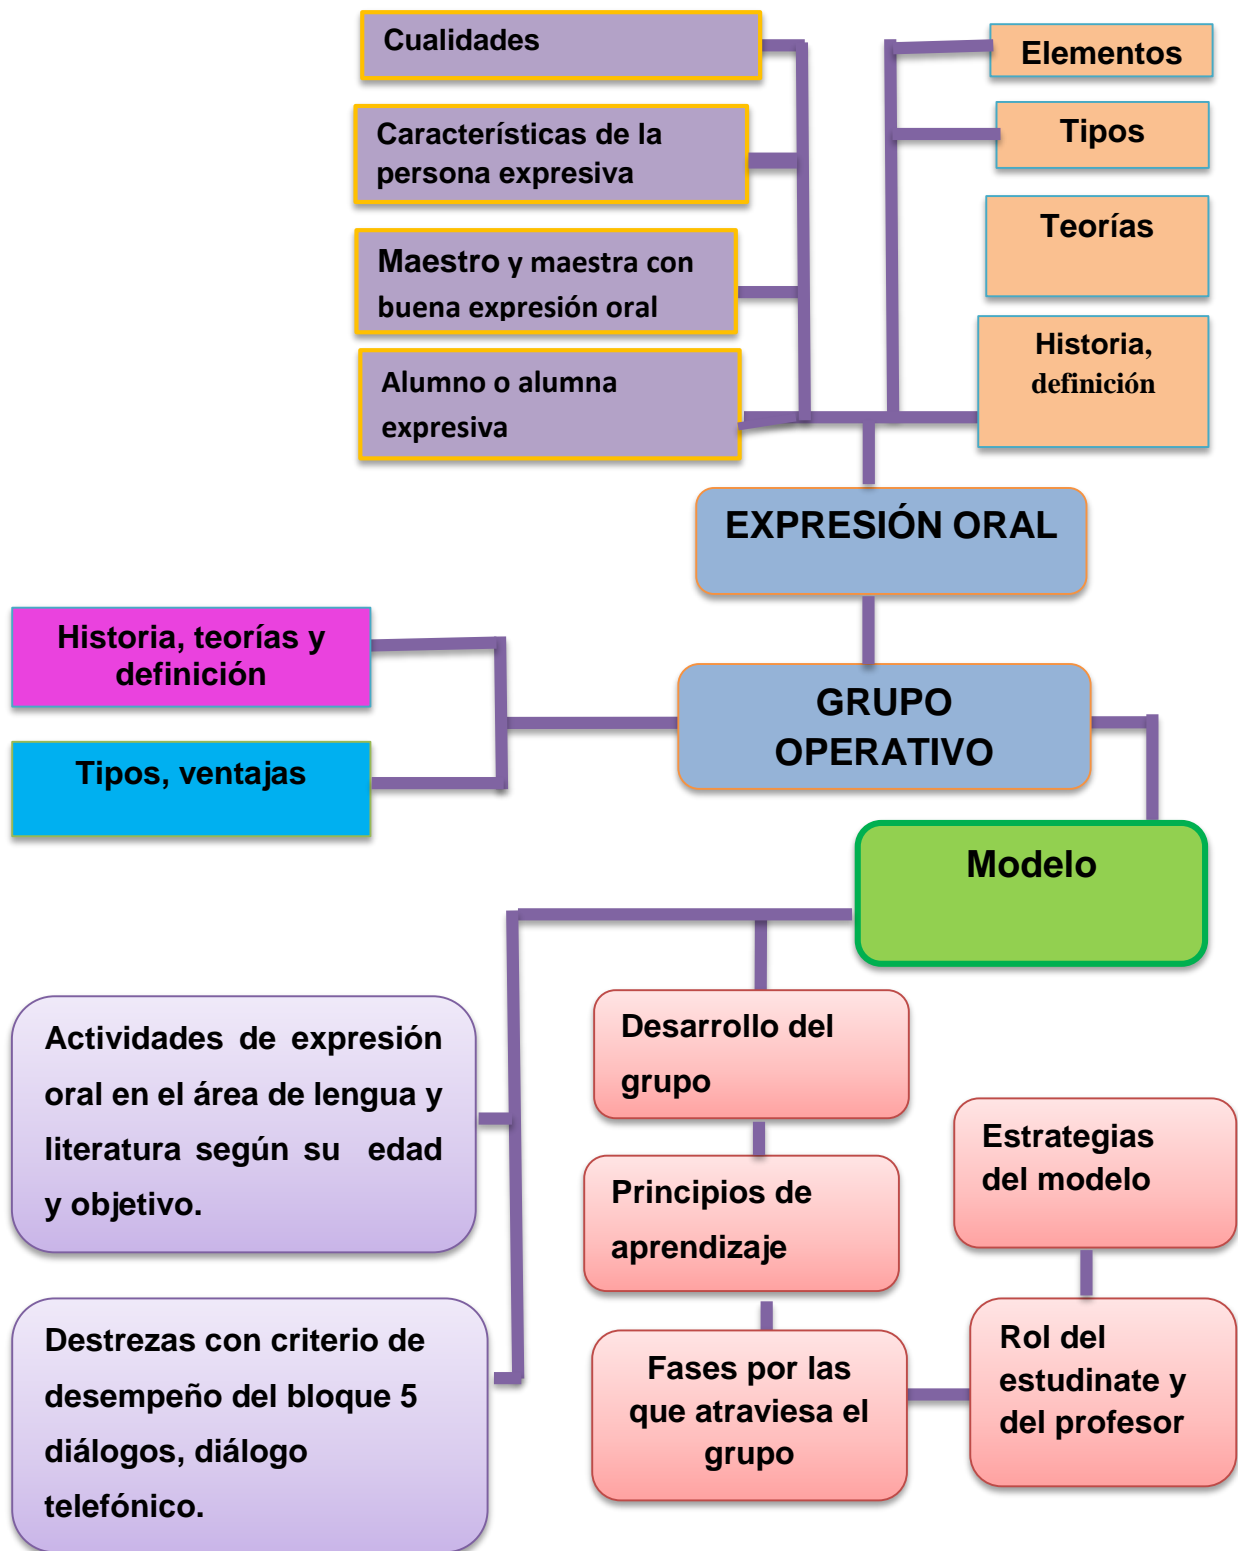 Cualidades
Características de la
persona expresiva
Maestro y maestra con
buena expresión oral
Alumno o alumna
expresiva
Elementos
Tipos
Teorías
Historia,
definición
EXPRESIÓN ORAL
Historia, teorías y
definición
Tipos, ventajas
GRUPO
OPERATIVO
Modelo
Actividades de expresión
oral en el área de lengua y
literatura según su edad
y objetivo.
Destrezas con criterio de
desempeño del bloque 5
diálogos, diálogo
telefónico.
Desarrollo del
grupo
Principios de
aprendizaje
Fases por las
que atraviesa el
grupo
Estrategias
del modelo
Rol del
estudinate y
del profesor